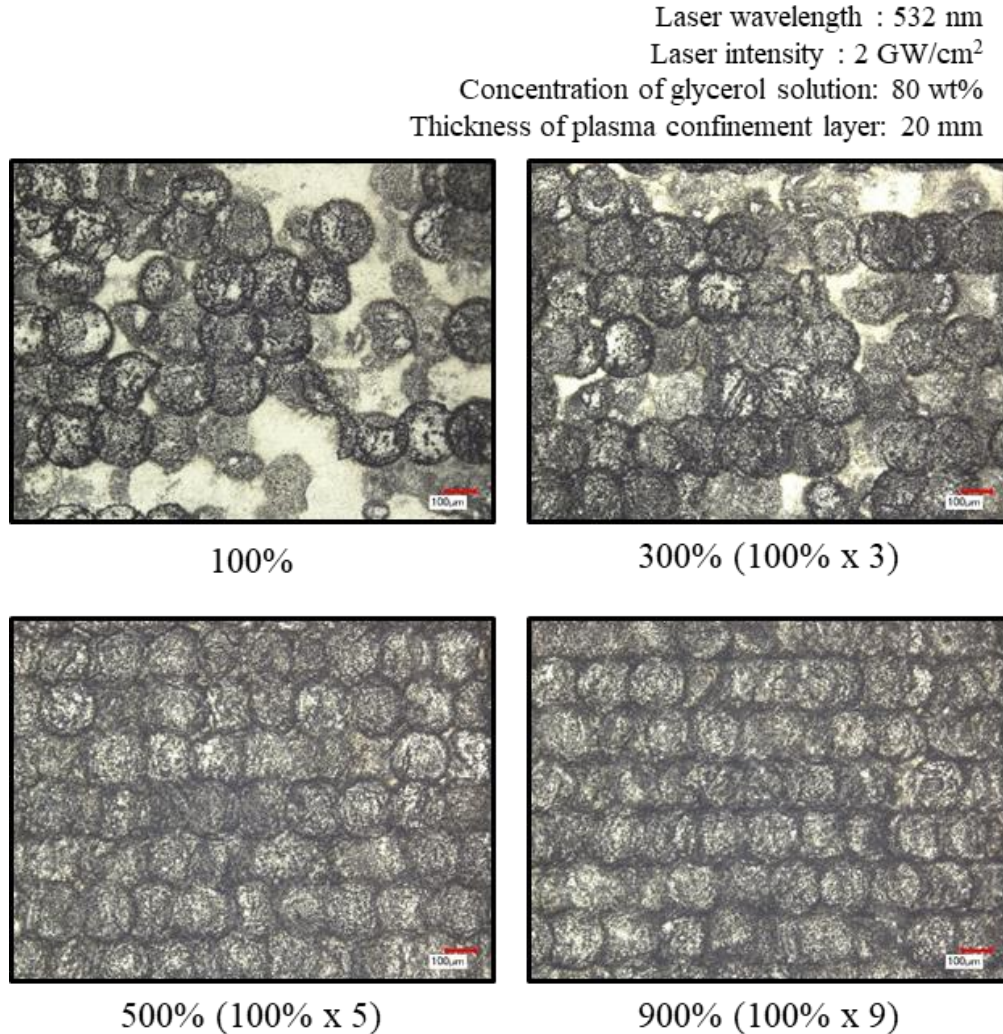 Laser wavelength : 532 nm
Laser intensity : 2 GW/cm²
Concentration of glycerol solution: 80 wt%
Thickness of plasma confinement layer: 20 mm
100μm
100μm
100%
300% (100% x 3)
100μm
100μm
500% (100% x 5)
900% (100% x 9)